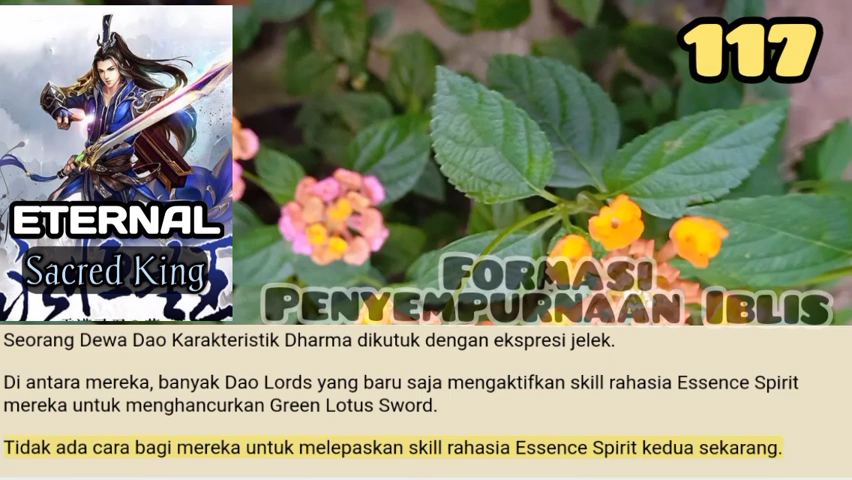 117
ETERNAL
Sacred King
FORMASI
PENYEMPURNAAN IBLIS
Seorang Dewa Dao Karakteristik Dharma dikutuk dengan ekspresi jelek.
Di antara mereka, banyak Dao Lords yang baru saja mengaktifkan skill rahasia Essence Spirit
mereka untuk menghancurkan Green Lotus Sword.
Tidak ada cara bagi mereka untuk melepaskan skill rahasia Essence Spirit kedua sekarang.